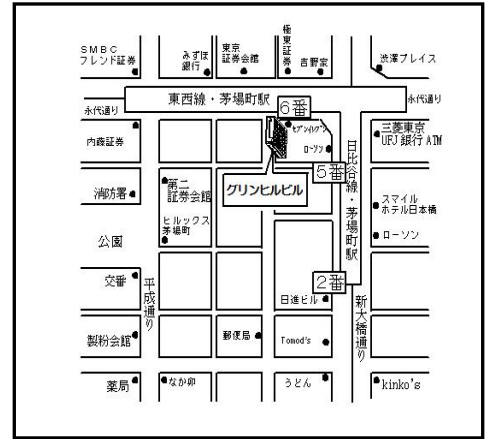 SMBC
フレンド証券
みずほ
銀行
東京
証券会館
極東証券
吉野家
渋澤プレイス
永代通り
東西線・茅場町駅
永代通り
6番
内藤証券
セブンイレブン
ローソン
三菱東京
UFJ銀行ATM
日比谷線・茅場町駅
5番
グリンヒルビル
消防署
第二
証券会館
ヒルックス
茅場町
スマイル
ホテル日本橋
ローソン
公園
交番
平成通り
2番
日進ビル
新大橋通り
製粉会館
郵便局
Tomod's
薬局
なか卯
うどん
kinko's